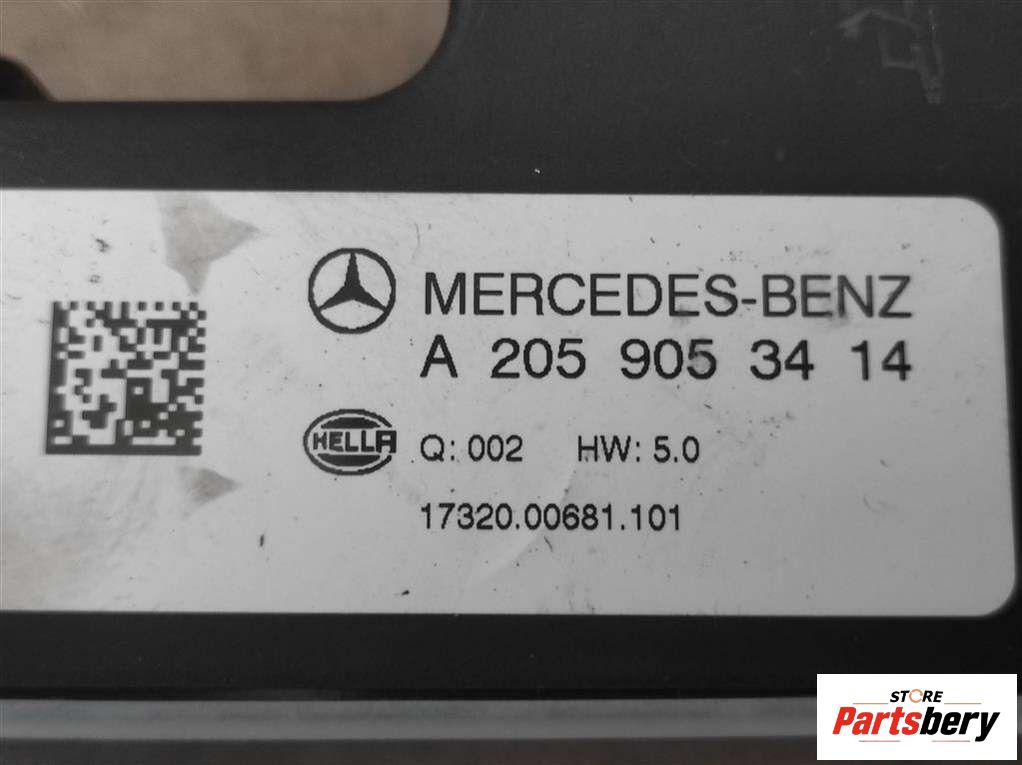 MERCEDES-BENZ
A 205 905 34 14
HELLA Q: 002 HW: 5.0
17320.00681.101
STORE
Partsbery